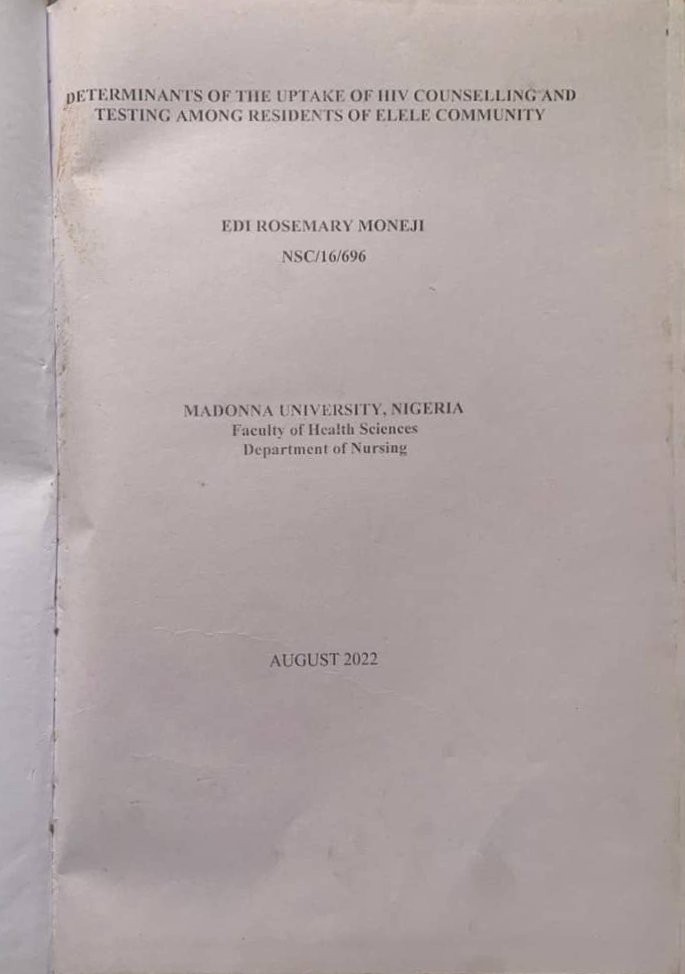 DETERMINANTS OF THE UPTAKE OF HIV COUNSELLING AND
TESTING AMONG RESIDENTS OF ELELE COMMUNITY
EDI ROSEMARY MONEJI
NSC/16/696
MADONNA UNIVERSITY, NIGERIA
Faculty of Health Sciences
Department of Nursing
AUGUST 2022